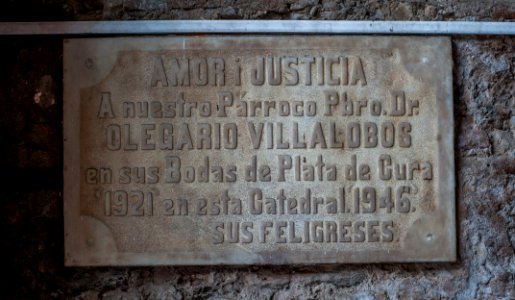 AMOR i JUSTICIA
A nuestro Párroco Pbro. Dr.
OLEGARIO VILLALOBOS
en sus Bodas de Plata de Cura
1921 en esta Catedral. 1946.
SUS FELIGRESES.